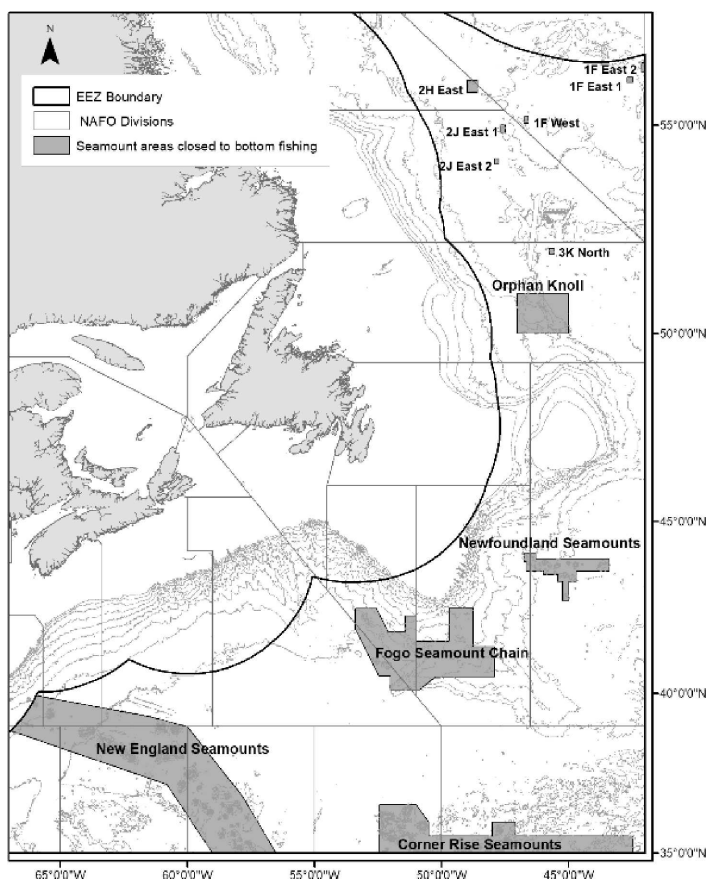 N
EEZ Boundary
NAFO Divisions
Seamount areas closed to bottom fishing
1F East 2
1F East 1
2H East
1F West
2J East 1
2J East 2
3K North
Orphan Knoll
Newfoundland Seamounts
Fogo Seamount Chain
New England Seamounts
Corner Rise Seamounts
55°0'0"N
50°0'0"N
45°0'0"N
40°0'0"N
35°0'0"N
65°0'0"W
60°0'0"W
55°0'0"W
50°0'0"W
45°0'0"W